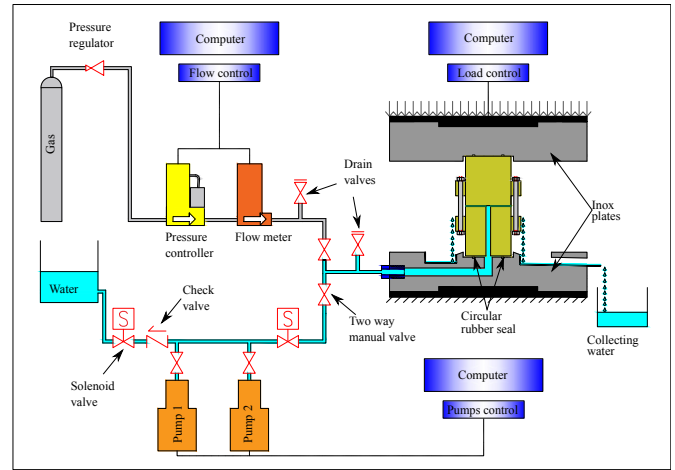 Pressure
regulator
Computer
Computer
Flow control
Load control
Gas
Drain
valves
Inox
plates
Pressure
controller
Flow meter
Water
Check
valve
S
S
Two way
manual valve
Circular
rubber seal
Collecting
water
Solenoid
valve
Computer
Pump 1
Pump 2
Pumps control